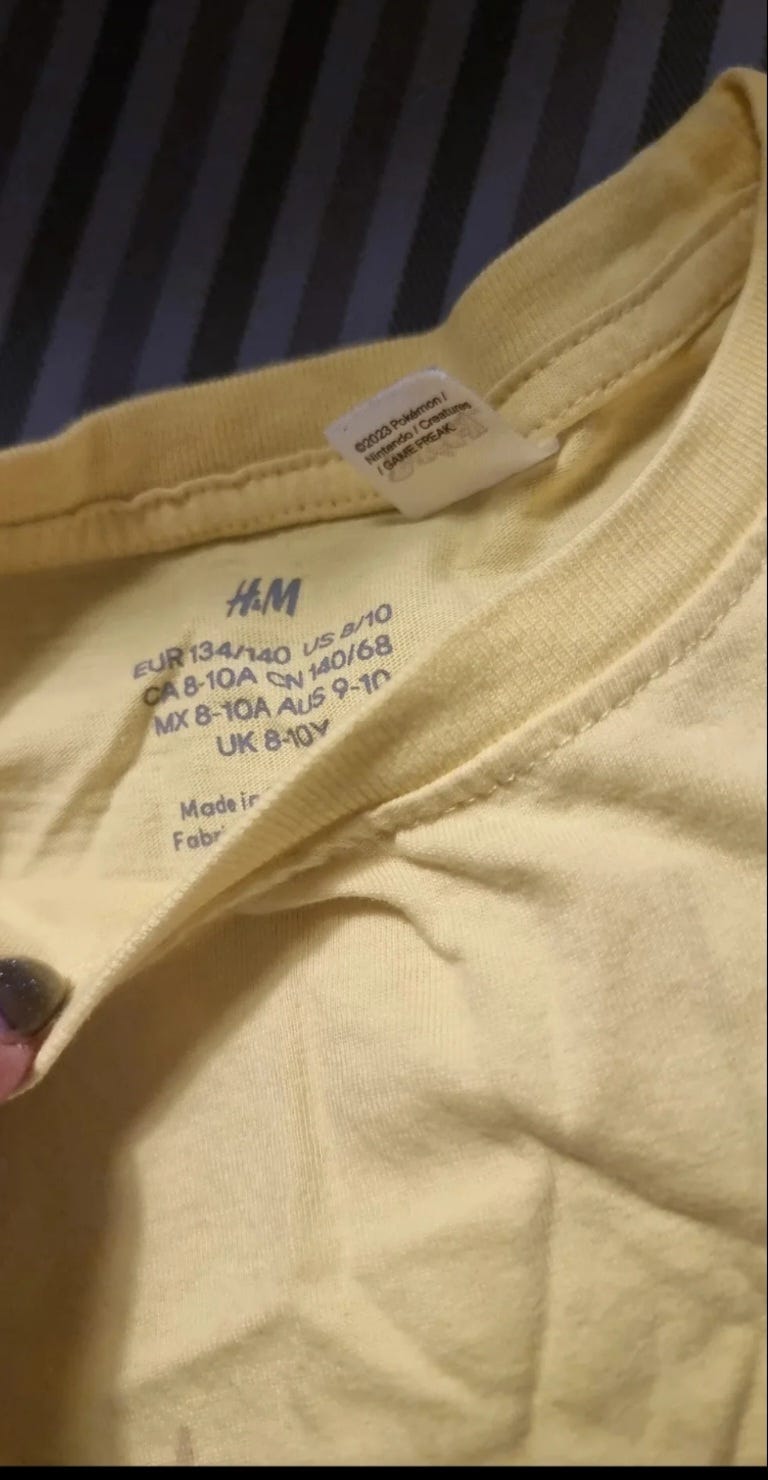 ©2023 Pokémon /
Nintendo / Creatures
/ GAME FREAK
H&M
EUR 134/140 US 8/10
CA 8-10A CN 140/68
MX 8-10A AUS 9-10
UK 8-10Y
Made in